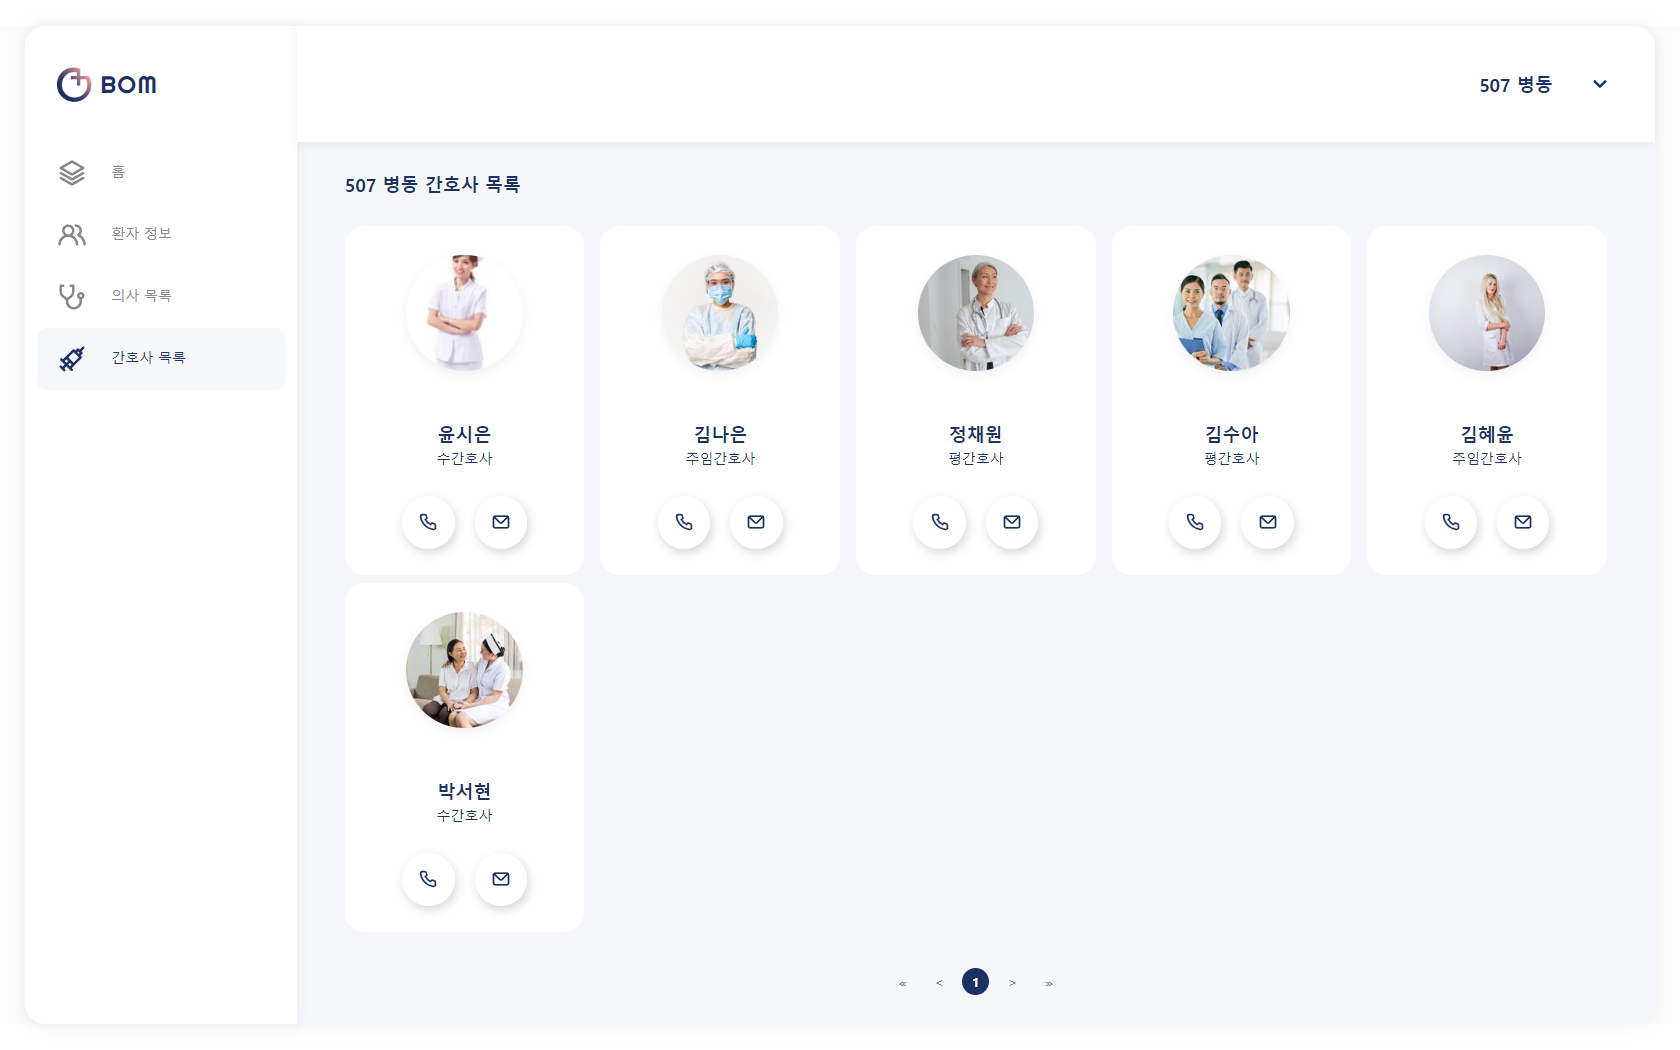 BOM
507 병동
홈
환자 정보
의사 목록
간호사 목록
507 병동 간호사 목록
윤시은
수간호사
김나은
주임간호사
정채원
평간호사
김수아
평간호사
김혜윤
주임간호사
박서현
수간호사
« < 1 > »